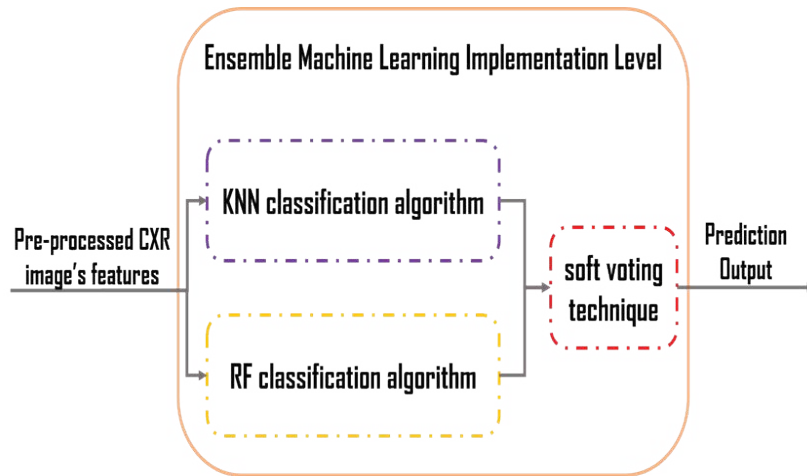 Ensemble Machine Learning Implementation Level
KNN classification algorithm
Pre-processed CXR
image's features
RF classification algorithm
soft voting
technique
Prediction
Output